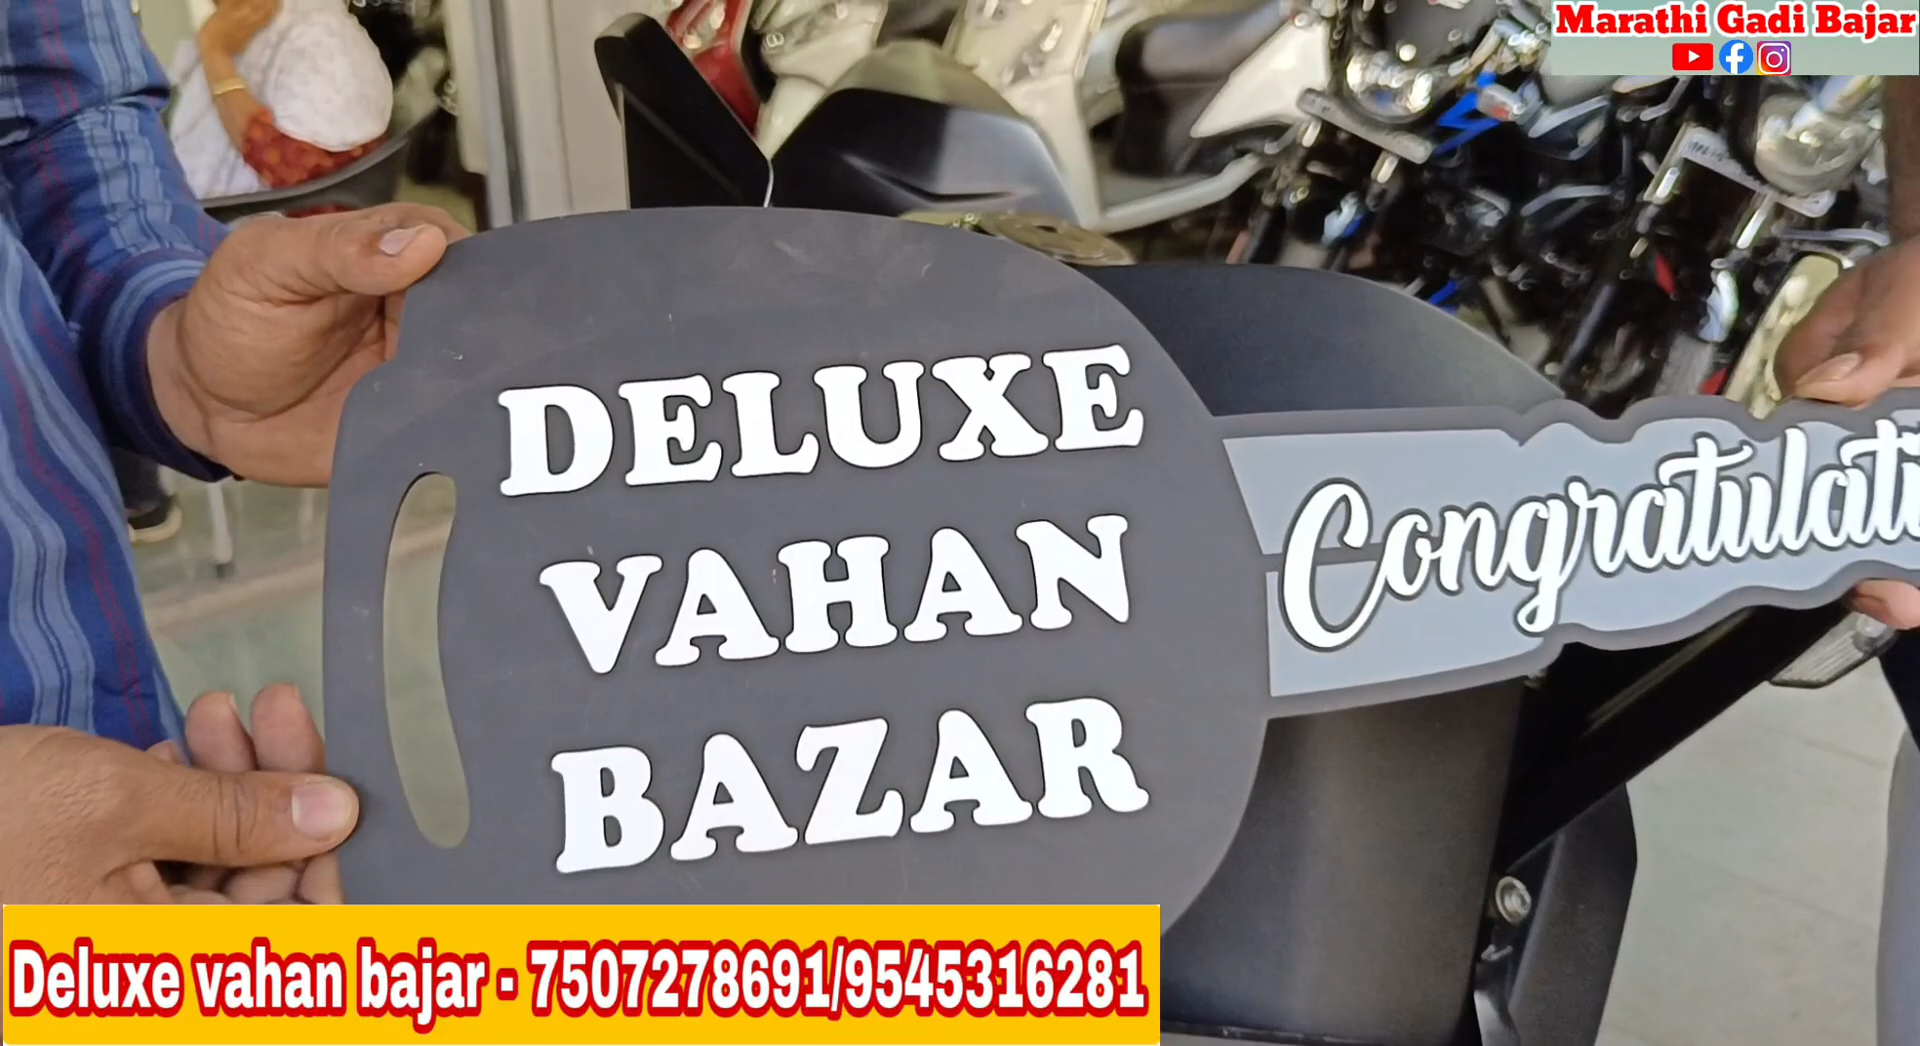 Marathi Gadi Bajar
DELUXE
VAHAN
BAZAR
Congratulati
Deluxe vahan bajar - 7507278691/9545316281